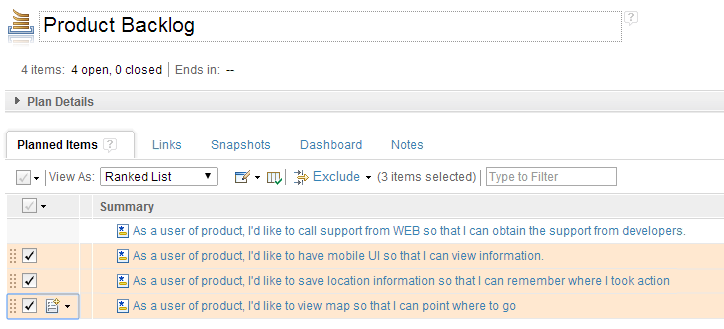 Product Backlog ?
4 items: 4 open, 0 closed Ends in: --
Plan Details
Planned Items ? Links Snapshots Dashboard Notes
View As: Ranked List Exclude (3 items selected) Type to Filter
Summary
As a user of product, I'd like to call support from WEB so that I can obtain the support from developers.
As a user of product, I'd like to have mobile UI so that I can view information.
As a user of product, I'd like to save location information so that I can remember where I took action
As a user of product, I'd like to view map so that I can point where to go